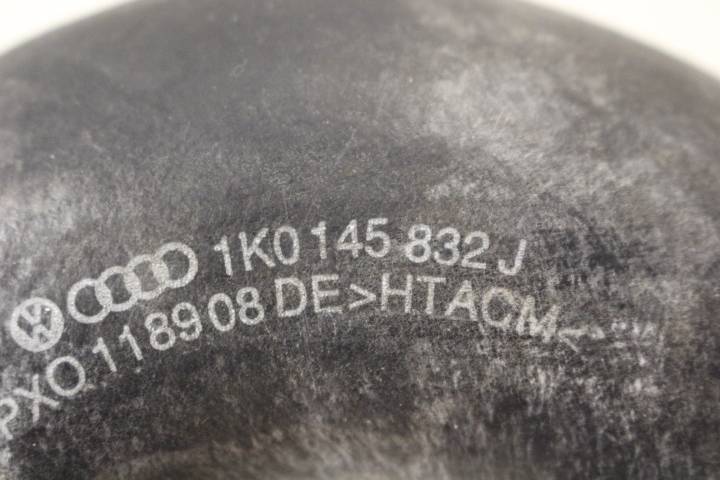 1K0 145 832 J
PXO 118908 DE >HTACM<